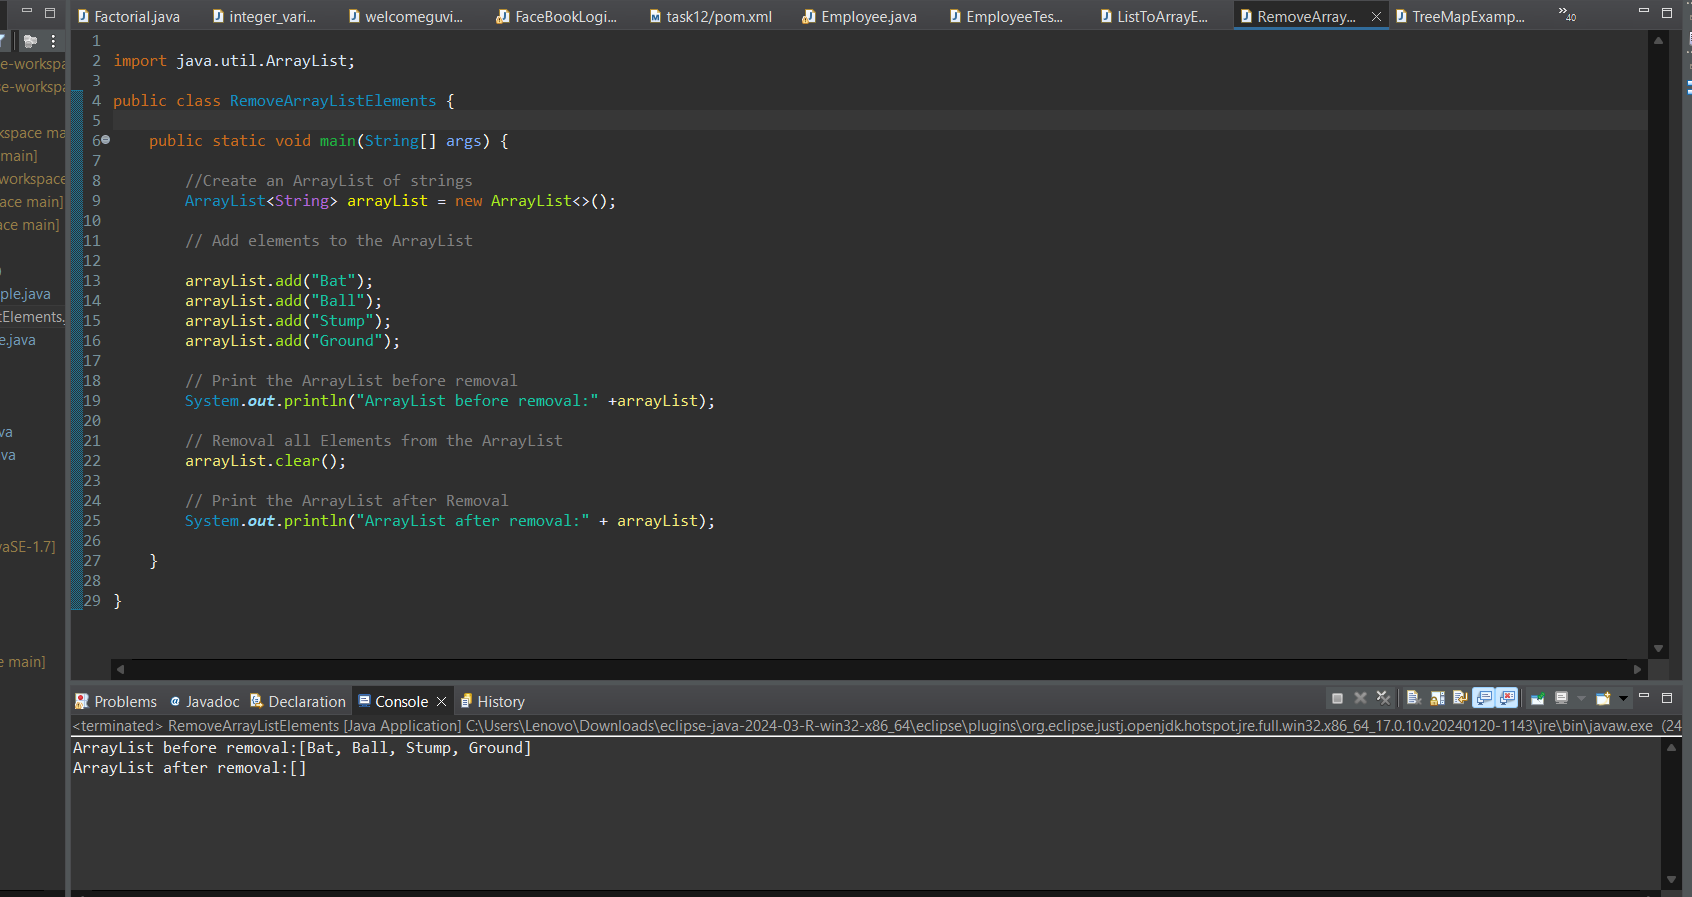 Factorial.java integer_vari... welcomeguvi... FaceBookLogi... task12/pom.xml Employee.java EmployeeTes... ListToArrayE... RemoveArray... TreeMapExamp... »40
e-workspa
se-workspa
kspace ma
main]
workspace
ace main]
ace main]
ple.java
tElements.
e.java
va
va
vaSE-1.7]
e main]
1
2 import java.util.ArrayList;
3
4 public class RemoveArrayListElements {
5
6 public static void main(String[] args) {
7
8 //Create an ArrayList of strings
9 ArrayList<String> arrayList = new ArrayList<>();
10
11 // Add elements to the ArrayList
12
13 arrayList.add("Bat");
14 arrayList.add("Ball");
15 arrayList.add("Stump");
16 arrayList.add("Ground");
17
18 // Print the ArrayList before removal
19 System.out.println("ArrayList before removal:" +arrayList);
20
21 // Removal all Elements from the ArrayList
22 arrayList.clear();
23
24 // Print the ArrayList after Removal
25 System.out.println("ArrayList after removal:" + arrayList);
26
27 }
28
29 }
Problems Javadoc Declaration Console History
<terminated> RemoveArrayListElements [Java Application] C:\Users\Lenovo\Downloads\eclipse-java-2024-03-R-win32-x86_64\eclipse\plugins\org.eclipse.justj.openjdk.hotspot.jre.full.win32.x86_64_17.0.10.v20240120-1143\jre\bin\javaw.exe (24
ArrayList before removal:[Bat, Ball, Stump, Ground]
ArrayList after removal:[]